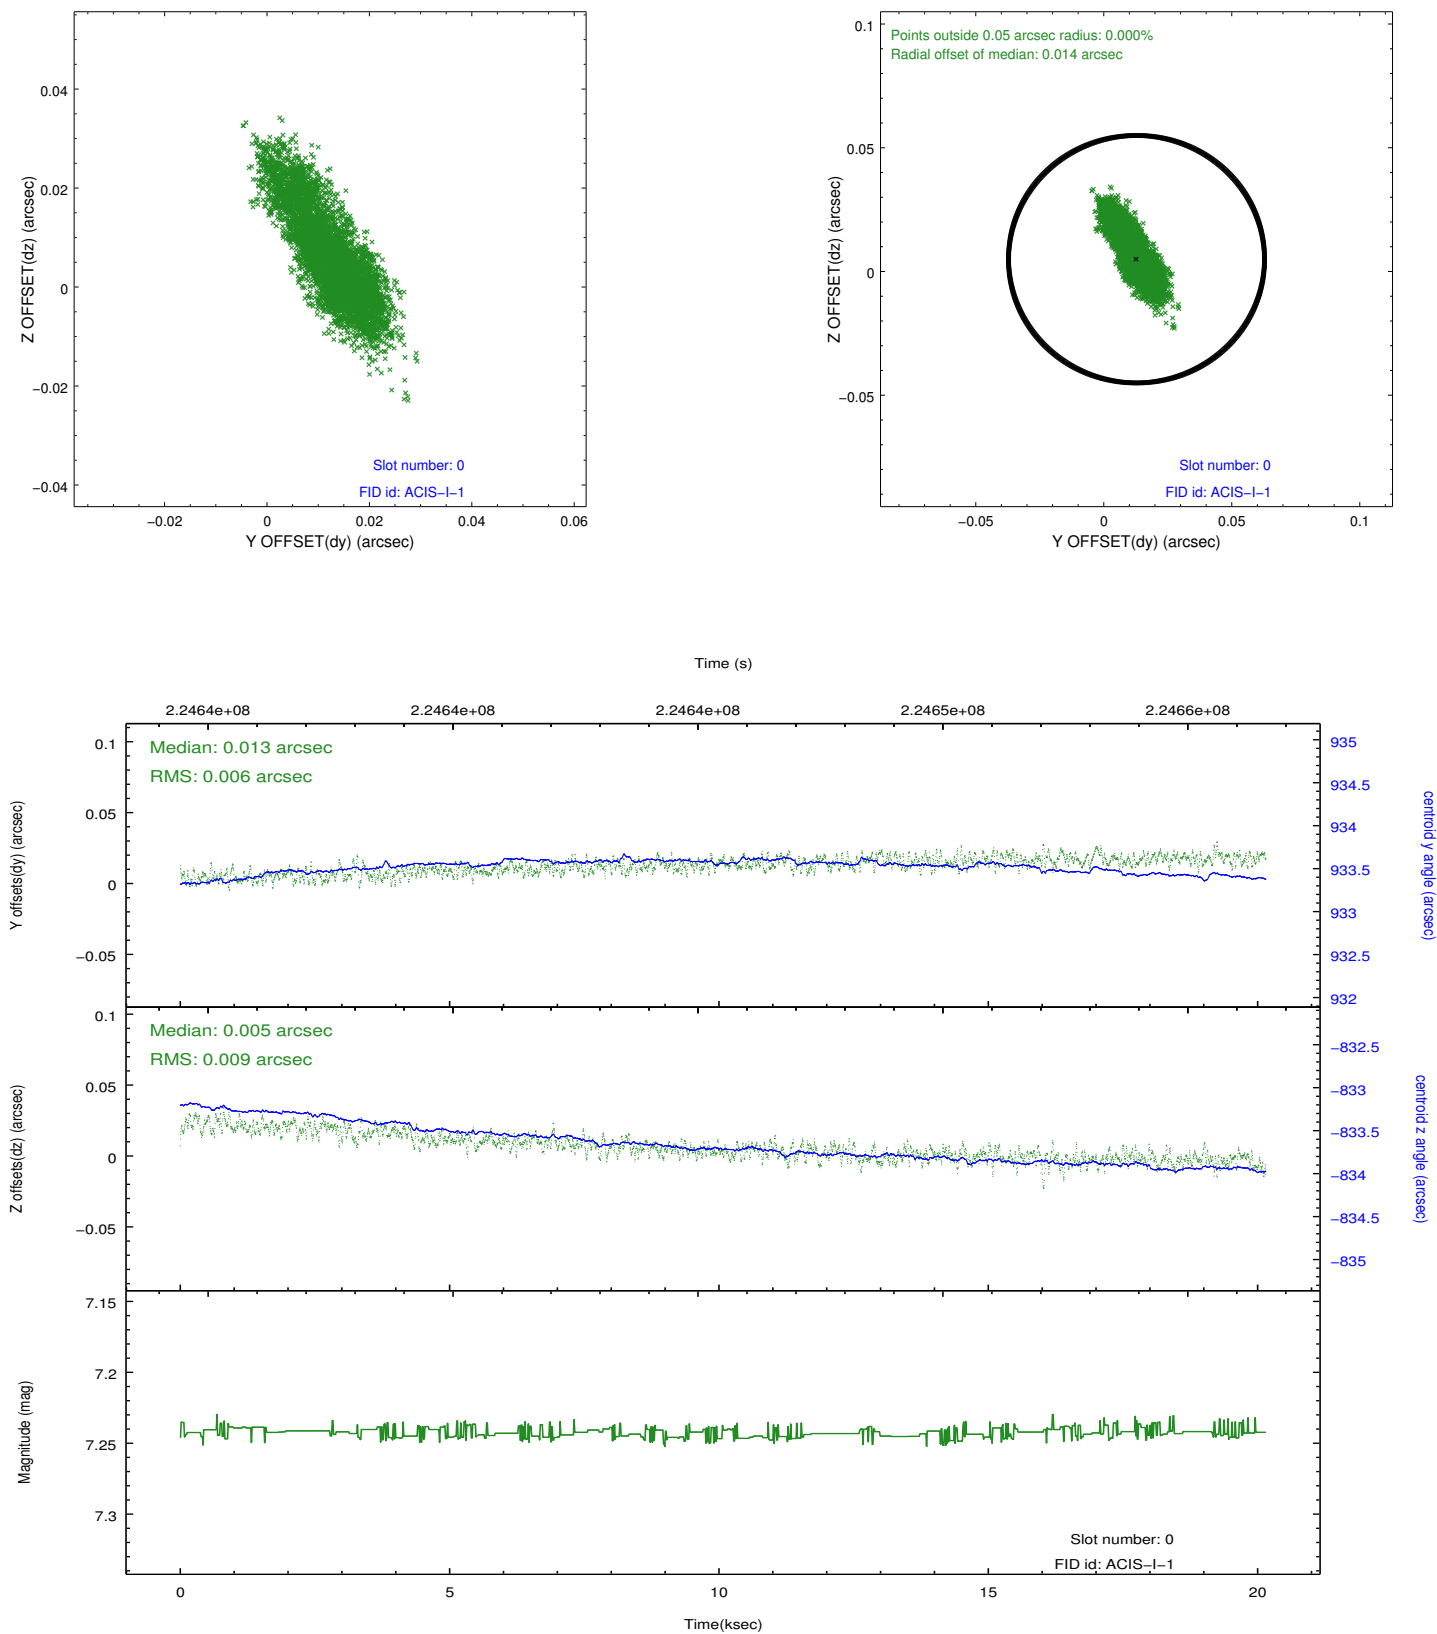 0.04
0.02
0
−0.02
−0.04
Z OFFSET(dz) (arcsec)
Slot number: 0
FID id: ACIS−I−1
−0.02
0
0.02
0.04
0.06
Y OFFSET(dy) (arcsec)
Points outside 0.05 arcsec radius: 0.000%
Radial offset of median: 0.014 arcsec
0.1
0.05
0
−0.05
Z OFFSET(dz) (arcsec)
Slot number: 0
FID id: ACIS−I−1
−0.05
0
0.05
0.1
Y OFFSET(dy) (arcsec)
Time (s)
2.2464e+08
2.2464e+08
2.2464e+08
2.2465e+08
2.2466e+08
Median: 0.013 arcsec
RMS: 0.006 arcsec
0.1
0.05
0
−0.05
Y offsets(dy) (arcsec)
935
934.5
934
933.5
933
932.5
932
centroid y angle (arcsec)
Median: 0.005 arcsec
RMS: 0.009 arcsec
0.1
0.05
0
−0.05
Z offsets(dz) (arcsec)
−832.5
−833
−833.5
−834
−834.5
−835
centroid z angle (arcsec)
7.15
7.2
7.25
7.3
Magnitude (mag)
Slot number: 0
FID id: ACIS−I−1
0
5
10
15
20
Time(ksec)